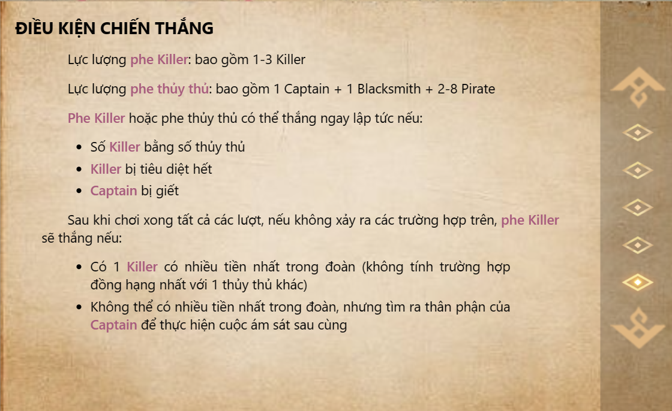 ĐIỀU KIỆN CHIẾN THẮNG
Lực lượng phe Killer: bao gồm 1-3 Killer
Lực lượng phe thủy thủ: bao gồm 1 Captain + 1 Blacksmith + 2-8 Pirate
Phe Killer hoặc phe thủy thủ có thể thắng ngay lập tức nếu:
• Số Killer bằng số thủy thủ
• Killer bị tiêu diệt hết
• Captain bị giết
Sau khi chơi xong tất cả các lượt, nếu không xảy ra các trường hợp trên, phe Killer
sẽ thắng nếu:
• Có 1 Killer có nhiều tiền nhất trong đoàn (không tính trường hợp
đồng hạng nhất với 1 thủy thủ khác)
• Không thể có nhiều tiền nhất trong đoàn, nhưng tìm ra thân phận của
Captain để thực hiện cuộc ám sát sau cùng